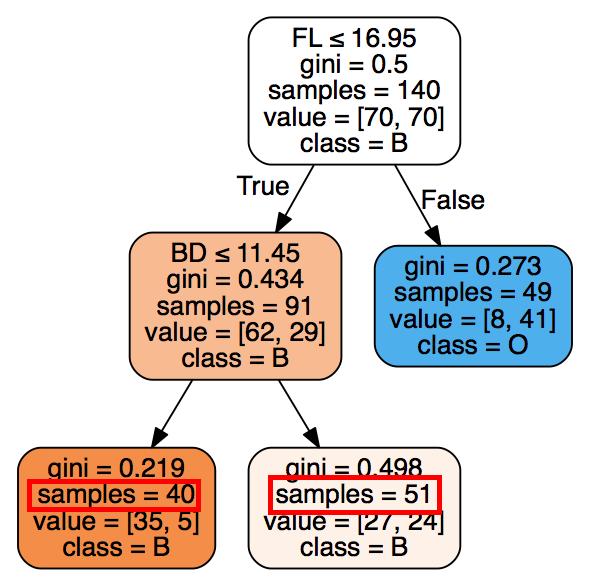 FL ≤ 16.95
gini = 0.5
samples = 140
value = [70, 70]
class = B
True
False
BD ≤ 11.45
gini = 0.434
samples = 91
value = [62, 29]
class = B
gini = 0.273
samples = 49
value = [8, 41]
class = O
gini = 0.219
samples = 40
value = [35, 5]
class = B
gini = 0.498
samples = 51
value = [27, 24]
class = B